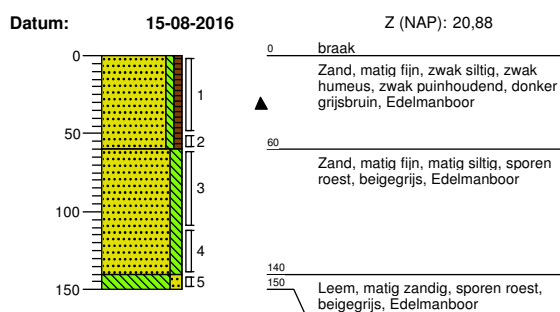 Datum: 15-08-2016 Z (NAP): 20,88
0
50
100
150
1
2
3
4
5
0 braak
Zand, matig fijn, zwak siltig, zwak
humeus, zwak puinhoudend, donker
grijsbruin, Edelmanboor
60
Zand, matig fijn, matig siltig, sporen
roest, beigegrijs, Edelmanboor
140
150
Leem, matig zandig, sporen roest,
beigegrijs, Edelmanboor